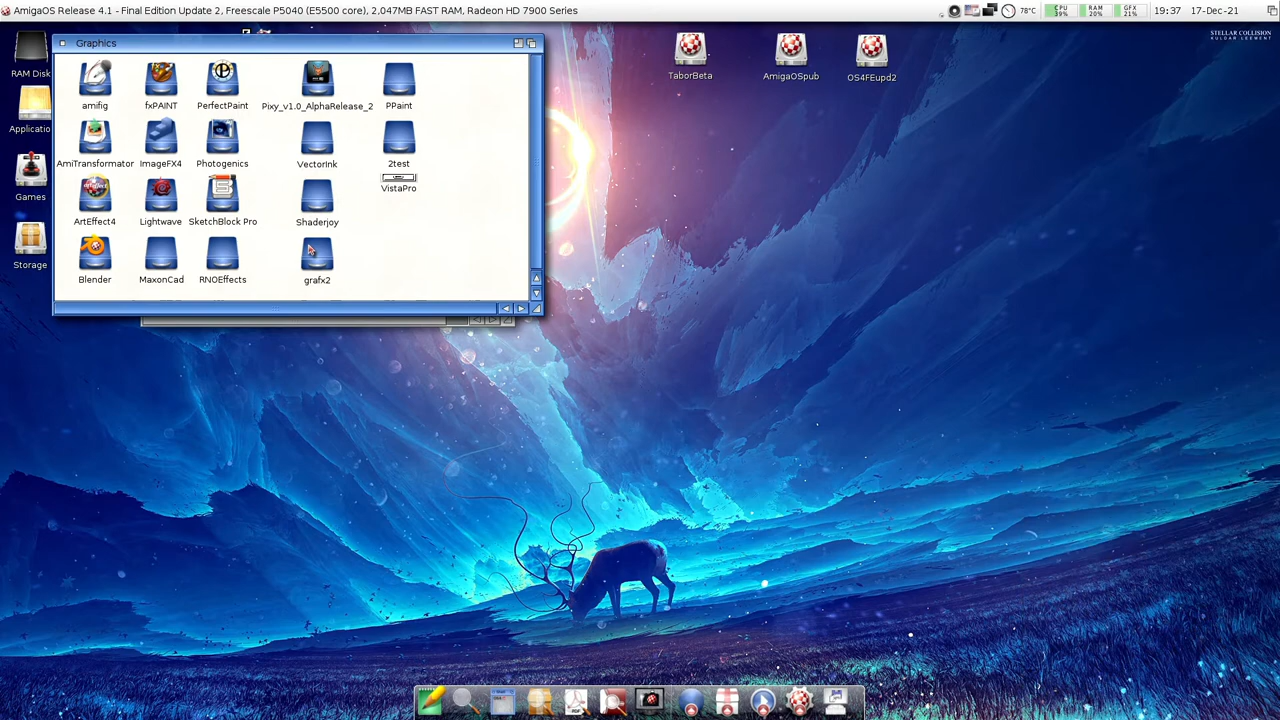 AmigaOS Release 4.1 - Final Edition Update 2, Freescale P5040 (E5500 core), 2,047MB FAST RAM, Radeon HD 7900 Series
78°C
CPU 39%
RAM 20%
GFX 21%
19:37
17-Dec-21
STELLAR COLLISION
KULDAR LEEMENT
Graphics
RAM Disk
Applicatio
Games
Storage
amifig
fxPAINT
PerfectPaint
Pixy_v1.0_AlphaRelease_2
PPaint
AmiTransformator
ImageFX4
Photogenics
VectorInk
2test
VistaPro
ArtEffect4
Lightwave
SketchBlock Pro
Shaderjoy
Blender
MaxonCad
RNOEffects
grafx2
TaborBeta
AmigaOSpub
OS4FEupd2
PDF